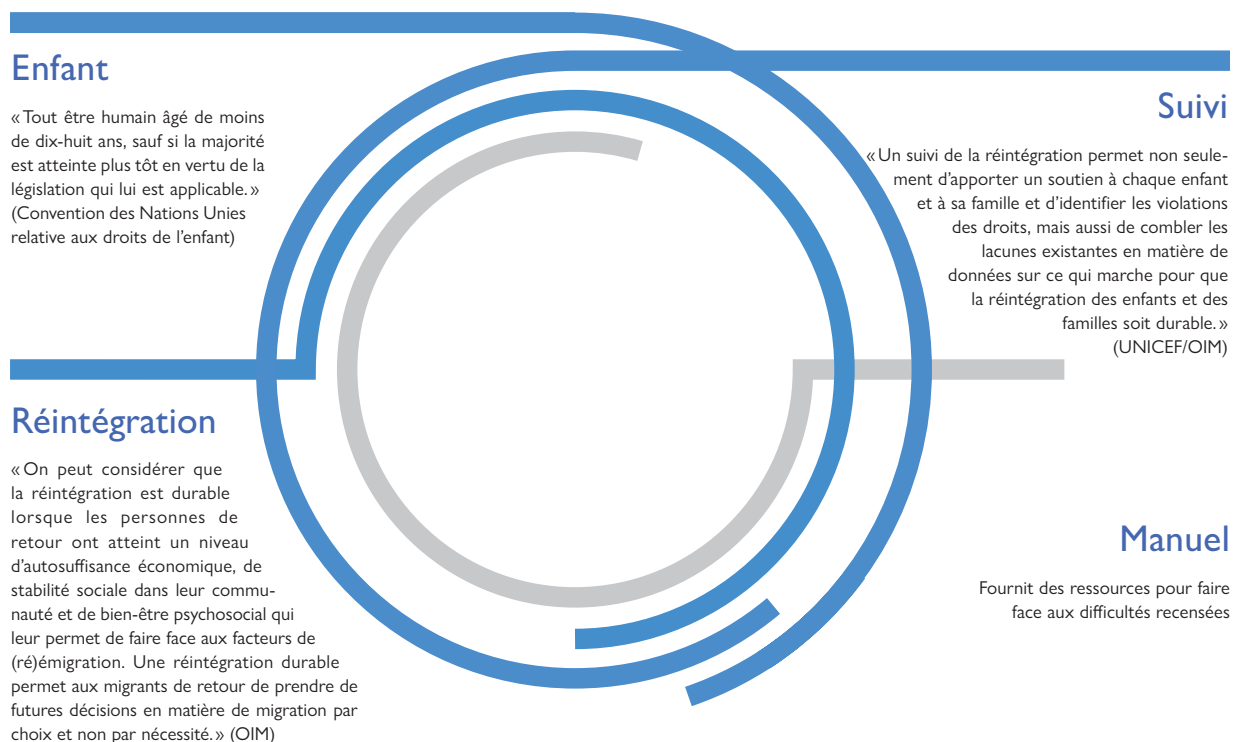 Enfant
« Tout être humain âgé de moins
de dix-huit ans, sauf si la majorité
est atteinte plus tôt en vertu de la
législation qui lui est applicable. »
(Convention des Nations Unies
relative aux droits de l’enfant)
Suivi
« Un suivi de la réintégration permet non seule-
ment d’apporter un soutien à chaque enfant
et à sa famille et d’identifier les violations
des droits, mais aussi de combler les
lacunes existantes en matière de
données sur ce qui marche pour que
la réintégration des enfants et des
familles soit durable. »
(UNICEF/OIM)
Réintégration
« On peut considérer que
la réintégration est durable
lorsque les personnes de
retour ont atteint un niveau
d’autosuffisance économique, de
stabilité sociale dans leur commu-
nauté et de bien-être psychosocial qui
leur permet de faire face aux facteurs de
(ré)émigration. Une réintégration durable
permet aux migrants de retour de prendre de
futures décisions en matière de migration par
choix et non par nécessité. » (OIM)
Manuel
Fournit des ressources pour faire
face aux difficultés recensées